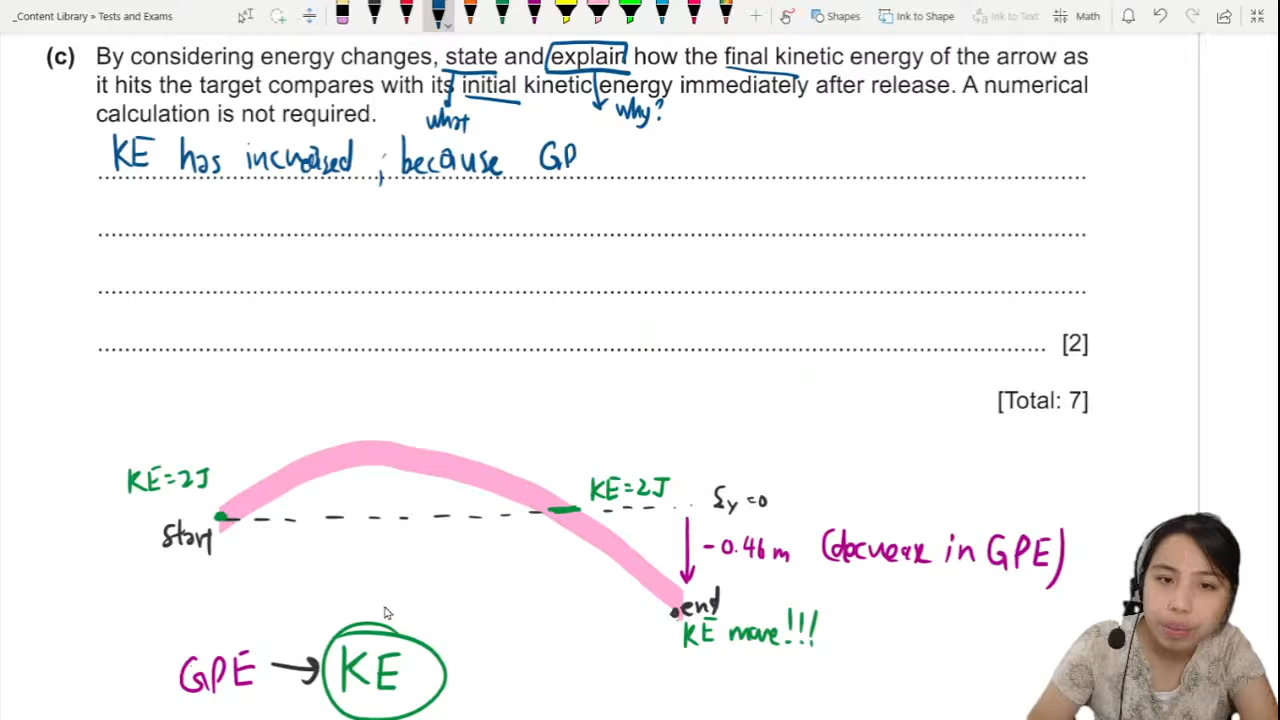 _Content Library » Tests and Exams
Shapes Ink to Shape Ink to Text Math
(c) By considering energy changes, state and explain how the final kinetic energy of the arrow as
it hits the target compares with its initial kinetic energy immediately after release. A numerical
calculation is not required.
what why?
KE has increased, because GP
[2]
[Total: 7]
KE=2J
KE=2J
Sy=0
start
-0.46m (decrease in GPE)
end
KE more!!!
GPE → KE